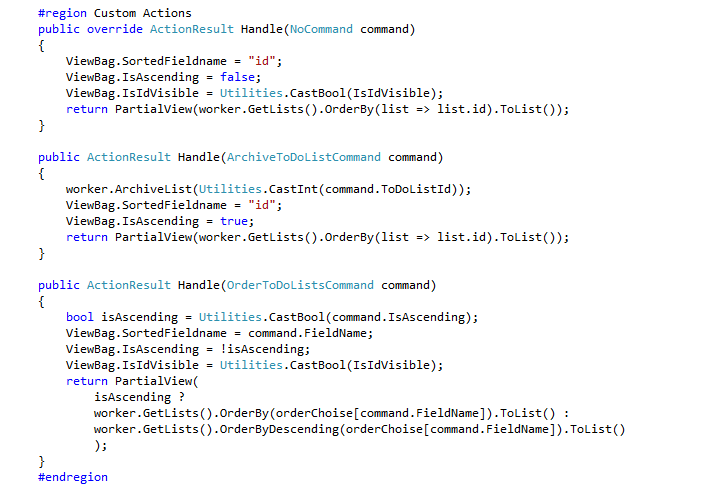 #region Custom Actions
public override ActionResult Handle(NoCommand command)
{
    ViewBag.SortedFieldname = "id";
    ViewBag.IsAscending = false;
    ViewBag.IsIdVisible = Utilities.CastBool(IsIdVisible);
    return PartialView(worker.GetLists().OrderBy(list => list.id).ToList());
}

public ActionResult Handle(ArchiveToDoListCommand command)
{
    worker.ArchiveList(Utilities.CastInt(command.ToDoListId));
    ViewBag.SortedFieldname = "id";
    ViewBag.IsAscending = true;
    return PartialView(worker.GetLists().OrderBy(list => list.id).ToList());
}

public ActionResult Handle(OrderToDoListsCommand command)
{
    bool isAscending = Utilities.CastBool(command.IsAscending);
    ViewBag.SortedFieldname = command.FieldName;
    ViewBag.IsAscending = !isAscending;
    ViewBag.IsIdVisible = Utilities.CastBool(IsIdVisible);
    return PartialView(
        isAscending ?
        worker.GetLists().OrderBy(orderChoise[command.FieldName]).ToList() :
        worker.GetLists().OrderByDescending(orderChoise[command.FieldName]).ToList()
        );
}
#endregion